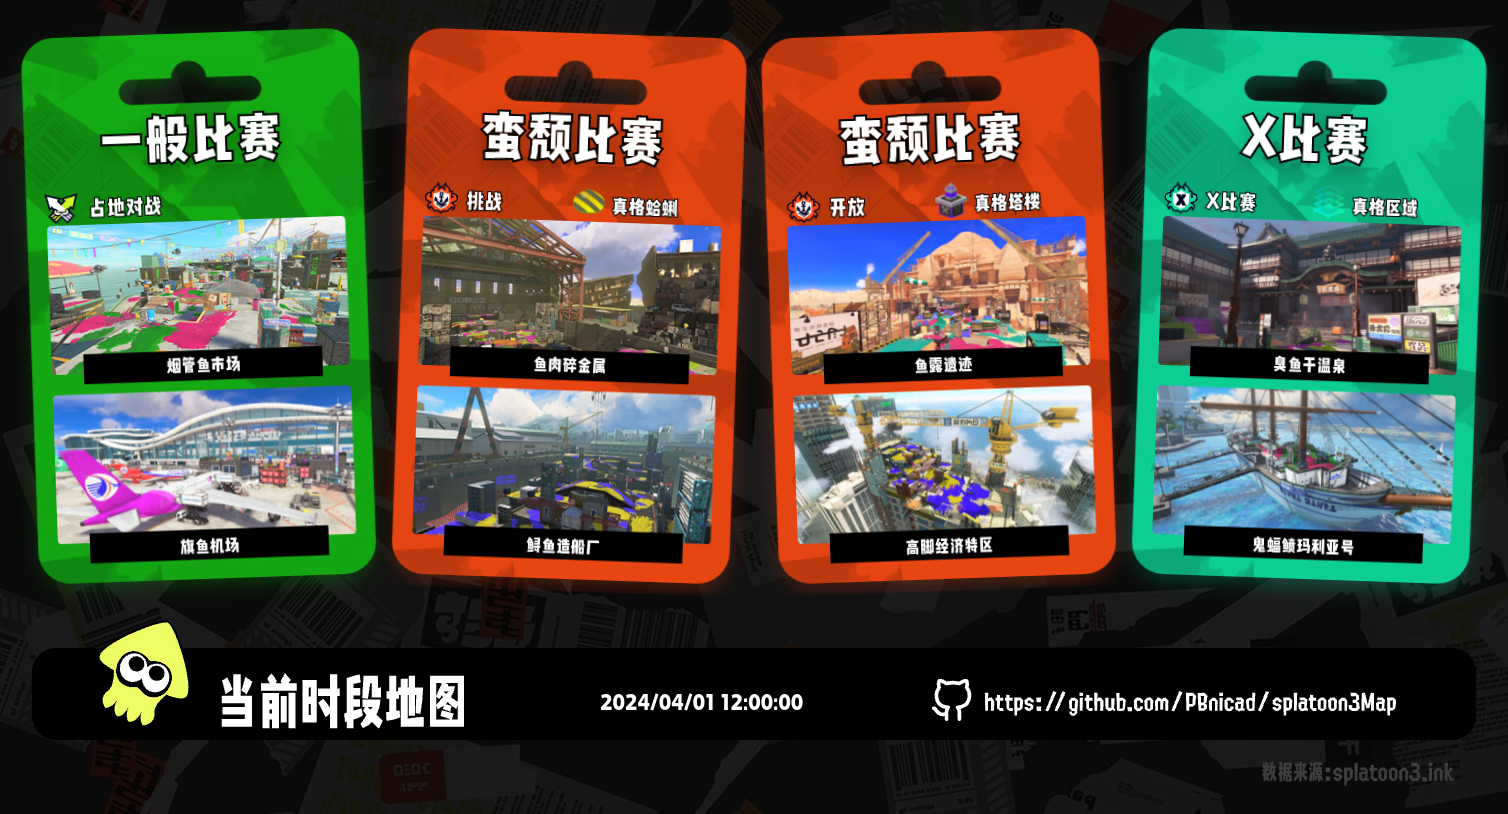 一般比赛
占地对战
烟管鱼市场
旗鱼机场
蛮颓比赛
挑战
真格蛤蜊
鱼肉碎金属
鲟鱼造船厂
蛮颓比赛
开放
真格塔楼
鱼露遗迹
高脚经济特区
X比赛
X比赛
真格区域
臭鱼干温泉
鬼蝠鲼玛利亚号
当前时段地图
2024/04/01 12:00:00
https://github.com/PBnicad/splatoon3Map
数据来源:splatoon3.ink